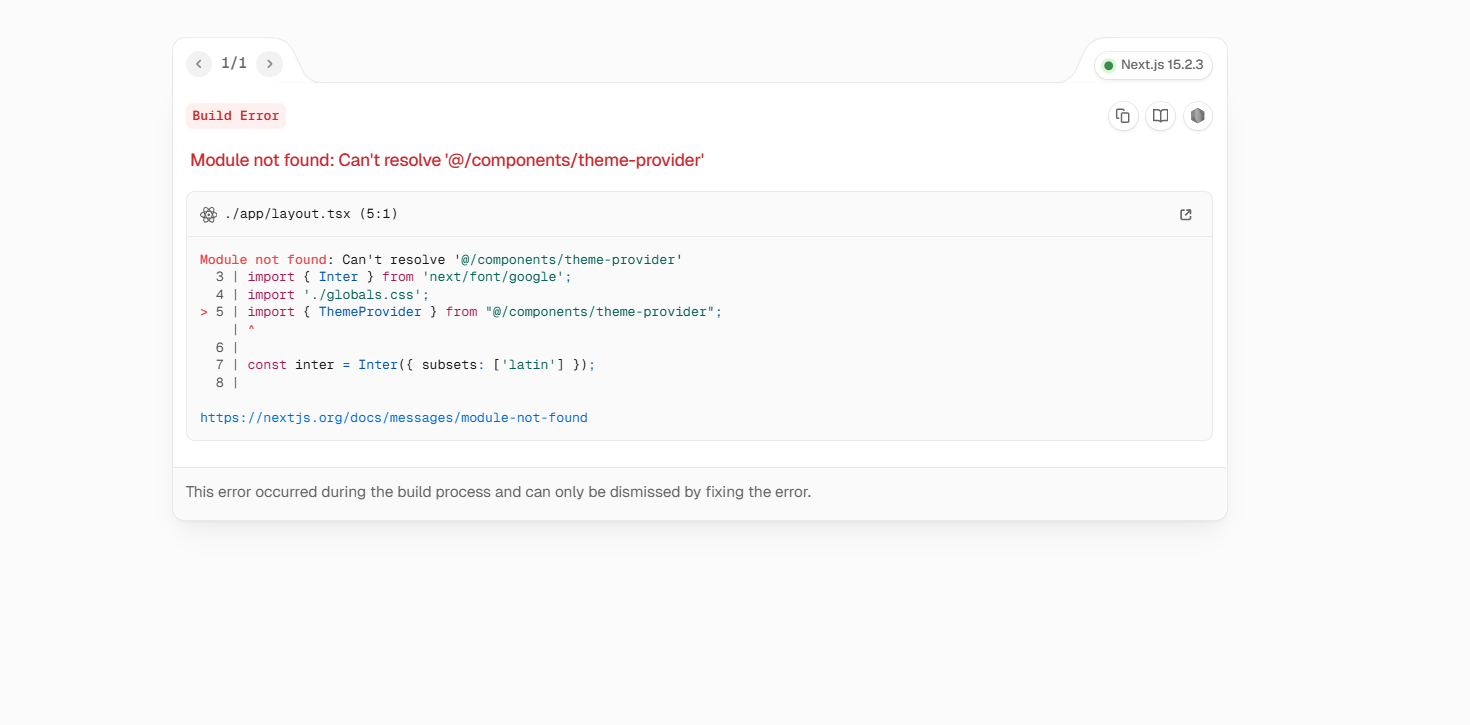 1/1
Next.js 15.2.3
Build Error
Module not found: Can't resolve '@/components/theme-provider'
./app/layout.tsx (5:1)
Module not found: Can't resolve '@/components/theme-provider'
  3 | import { Inter } from 'next/font/google';
  4 | import './globals.css';
> 5 | import { ThemeProvider } from "@/components/theme-provider";
    | ^
  6 |
  7 | const inter = Inter({ subsets: ['latin'] });
  8 |
https://nextjs.org/docs/messages/module-not-found
This error occurred during the build process and can only be dismissed by fixing the error.